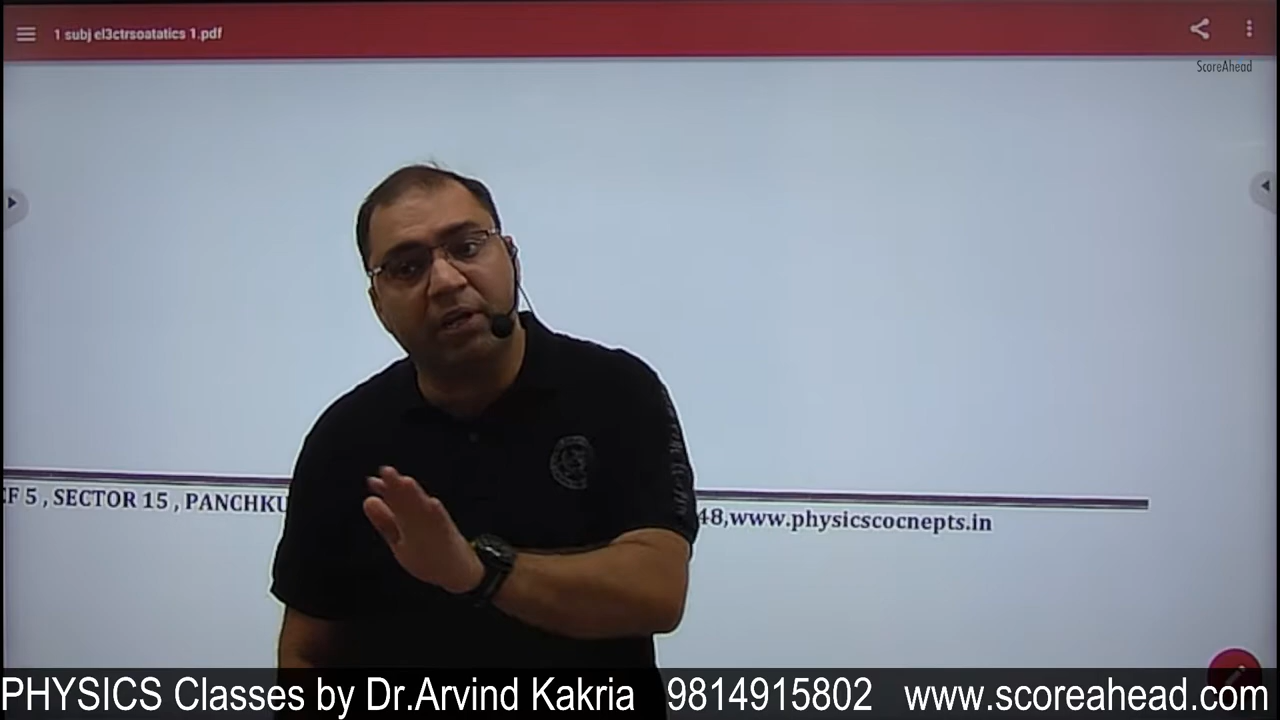 1 subj el3ctrsoatatics 1.pdf
ScoreAhead
EF 5 , SECTOR 15 , PANCHKU
48,www.physicscocnepts.in
PHYSICS Classes by Dr.Arvind Kakria 9814915802 www.scoreahead.com